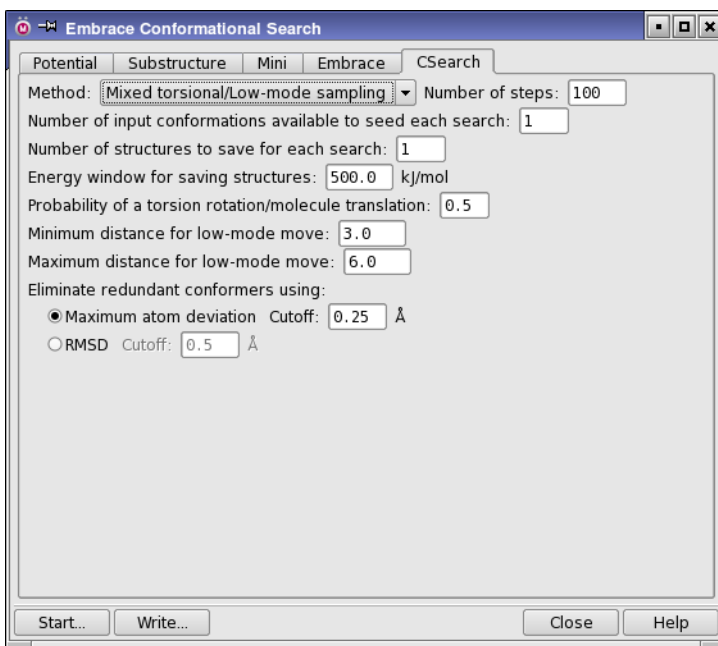 Embrace Conformational Search
Potential Substructure Mini Embrace CSearch
Method: Mixed torsional/Low-mode sampling Number of steps: 100
Number of input conformations available to seed each search: 1
Number of structures to save for each search: 1
Energy window for saving structures: 500.0 kJ/mol
Probability of a torsion rotation/molecule translation: 0.5
Minimum distance for low-mode move: 3.0
Maximum distance for low-mode move: 6.0
Eliminate redundant conformers using:
Maximum atom deviation Cutoff: 0.25 Å
RMSD Cutoff: 0.5 Å
Start... Write... Close Help